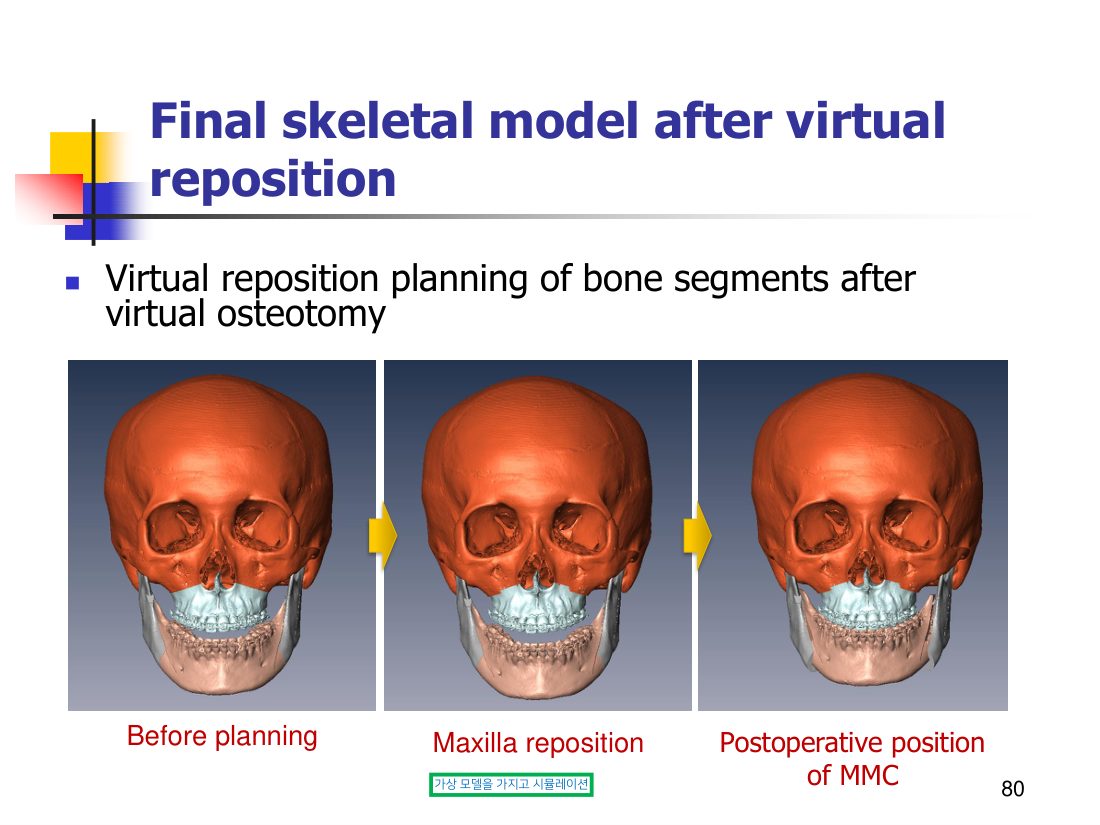 Final skeletal model after virtual
reposition
Virtual reposition planning of bone segments after
virtual osteotomy
Before planning
Maxilla reposition
Postoperative position
of MMC
가상 모델을 가지고 시뮬레이션
80